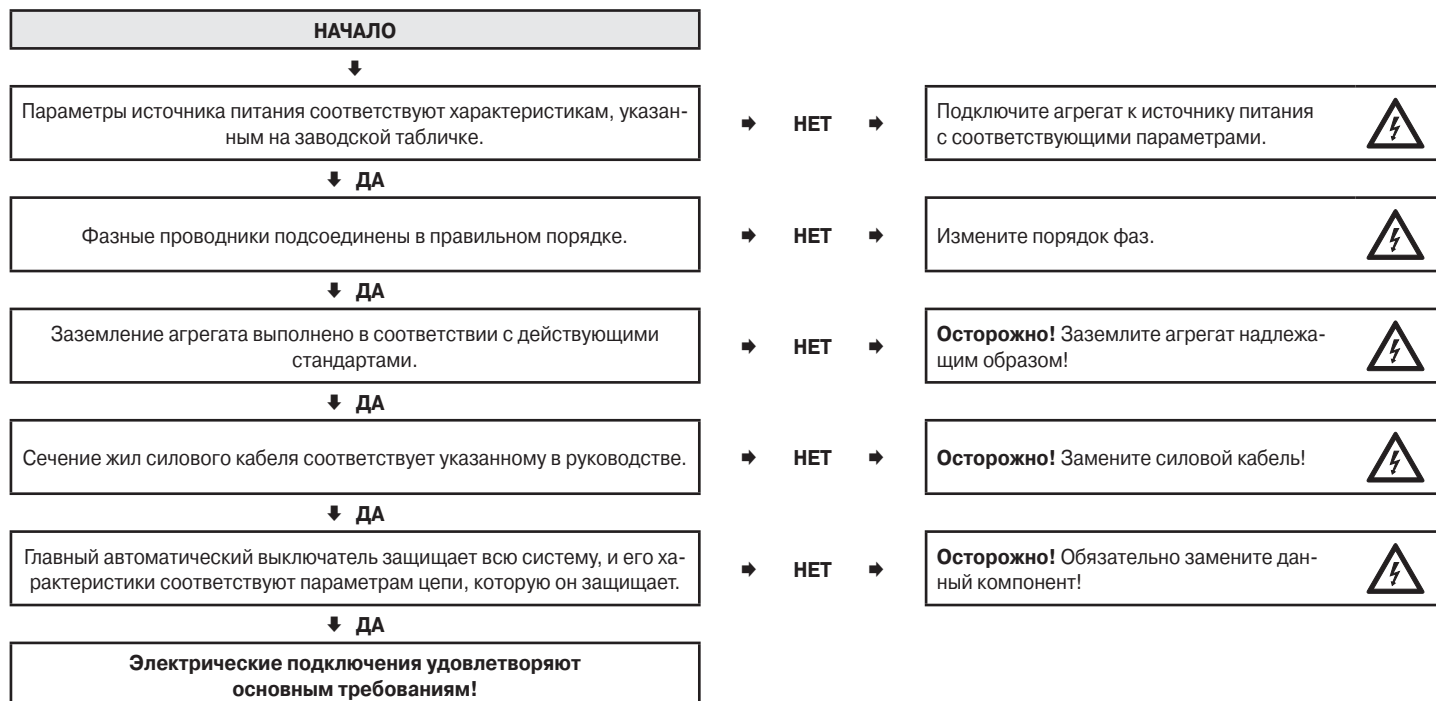 НАЧАЛО
Параметры источника питания соответствуют характеристикам, указан-
ным на заводской табличке.
НЕТ
Подключите агрегат к источнику питания
с соответствующими параметрами.
ДА
Фазные проводники подсоединены в правильном порядке.
НЕТ
Измените порядок фаз.
ДА
Заземление агрегата выполнено в соответствии с действующими
стандартами.
НЕТ
Осторожно! Заземлите агрегат надлежа-
щим образом!
ДА
Сечение жил силового кабеля соответствует указанному в руководстве.
НЕТ
Осторожно! Замените силовой кабель!
ДА
Главный автоматический выключатель защищает всю систему, и его ха-
рактеристики соответствуют параметрам цепи, которую он защищает.
НЕТ
Осторожно! Обязательно замените дан-
ный компонент!
ДА
Электрические подключения удовлетворяют
основным требованиям!